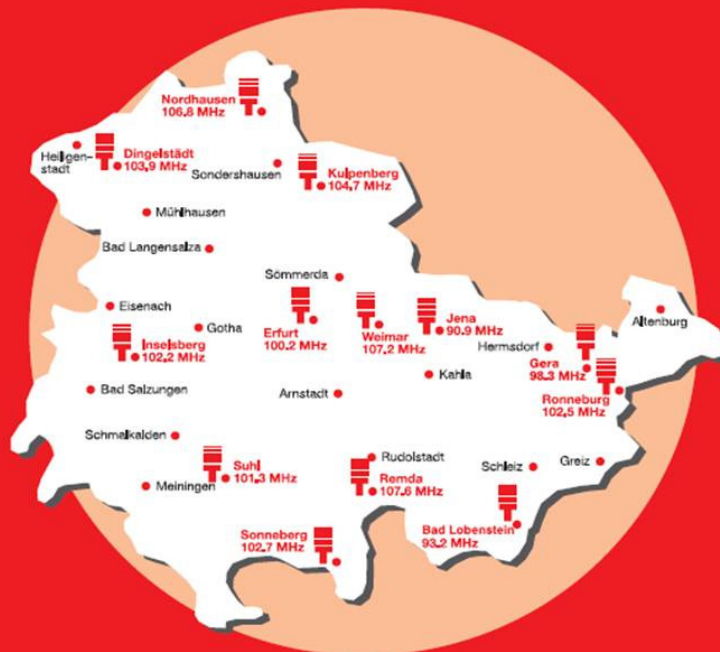 Nordhausen
106.8 MHz
Heiligen-
stadt
Dingelstädt
103,9 MHz
Sondershausen
Kulpenberg
104,7 MHz
Mühlhausen
Bad Langensalza
Sömmerda
Eisenach
Gotha
Erfurt
100.2 MHz
Weimar
107.2 MHz
Jena
90.9 MHz
Hermsdorf
Altenburg
Inselsberg
102.2 MHz
Gera
98.3 MHz
Kahla
Bad Salzungen
Arnstadt
Ronneburg
102,5 MHz
Schmalkalden
Rudolstadt
Suhl
101.3 MHz
Schleiz
Greiz
Meiningen
Remda
107.6 MHz
Sonneberg
102.7 MHz
Bad Lobenstein
93.2 MHz